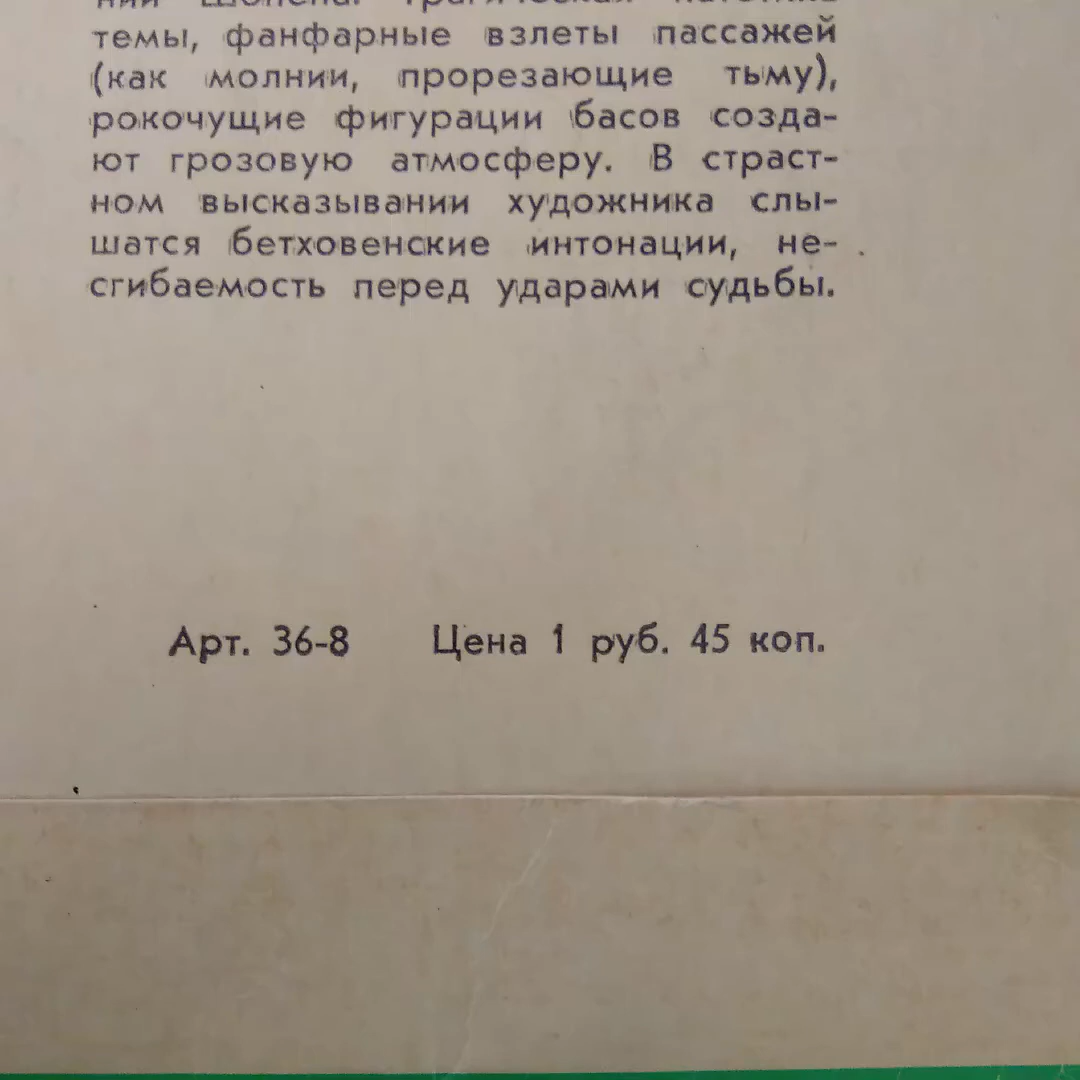 темы, фанфарные взлеты пассажей
(как молнии, прорезающие тьму),
рокочущие фигурации басов созда-
ют грозовую атмосферу. В страст-
ном высказывании художника слы-
шатся бетховенские интонации, не-
сгибаемость перед ударами судьбы.
Арт. 36-8 Цена 1 руб. 45 коп.